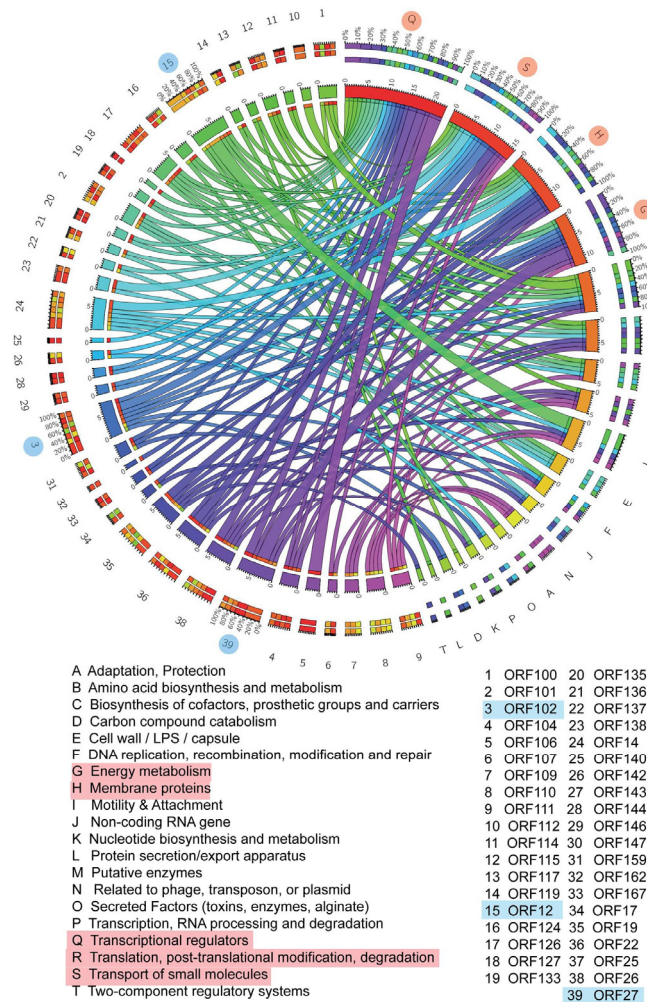 Q
S
H
G
1
10
11
12
13
14
15
16
17
18
19
2
20
21
22
23
24
25
26
28
29
3
31
32
33
34
35
36
38
39
4
5
6
7
8
9
T
L
D
K
P
O
A
N
J
F
E
A Adaptation, Protection
B Amino acid biosynthesis and metabolism
C Biosynthesis of cofactors, prosthetic groups and carriers
D Carbon compound catabolism
E Cell wall / LPS / capsule
F DNA replication, recombination, modification and repair
G Energy metabolism
H Membrane proteins
I Motility & Attachment
J Non-coding RNA gene
K Nucleotide biosynthesis and metabolism
L Protein secretion/export apparatus
M Putative enzymes
N Related to phage, transposon, or plasmid
O Secreted Factors (toxins, enzymes, alginate)
P Transcription, RNA processing and degradation
Q Transcriptional regulators
R Translation, post-translational modification, degradation
S Transport of small molecules
T Two-component regulatory systems
1 ORF100 20 ORF135
2 ORF101 21 ORF136
3 ORF102 22 ORF137
4 ORF104 23 ORF138
5 ORF106 24 ORF14
6 ORF107 25 ORF140
7 ORF109 26 ORF142
8 ORF110 27 ORF143
9 ORF111 28 ORF144
10 ORF112 29 ORF146
11 ORF114 30 ORF147
12 ORF115 31 ORF159
13 ORF117 32 ORF162
14 ORF119 33 ORF167
15 ORF12 34 ORF17
16 ORF124 35 ORF19
17 ORF126 36 ORF22
18 ORF127 37 ORF25
19 ORF133 38 ORF26
39 ORF27